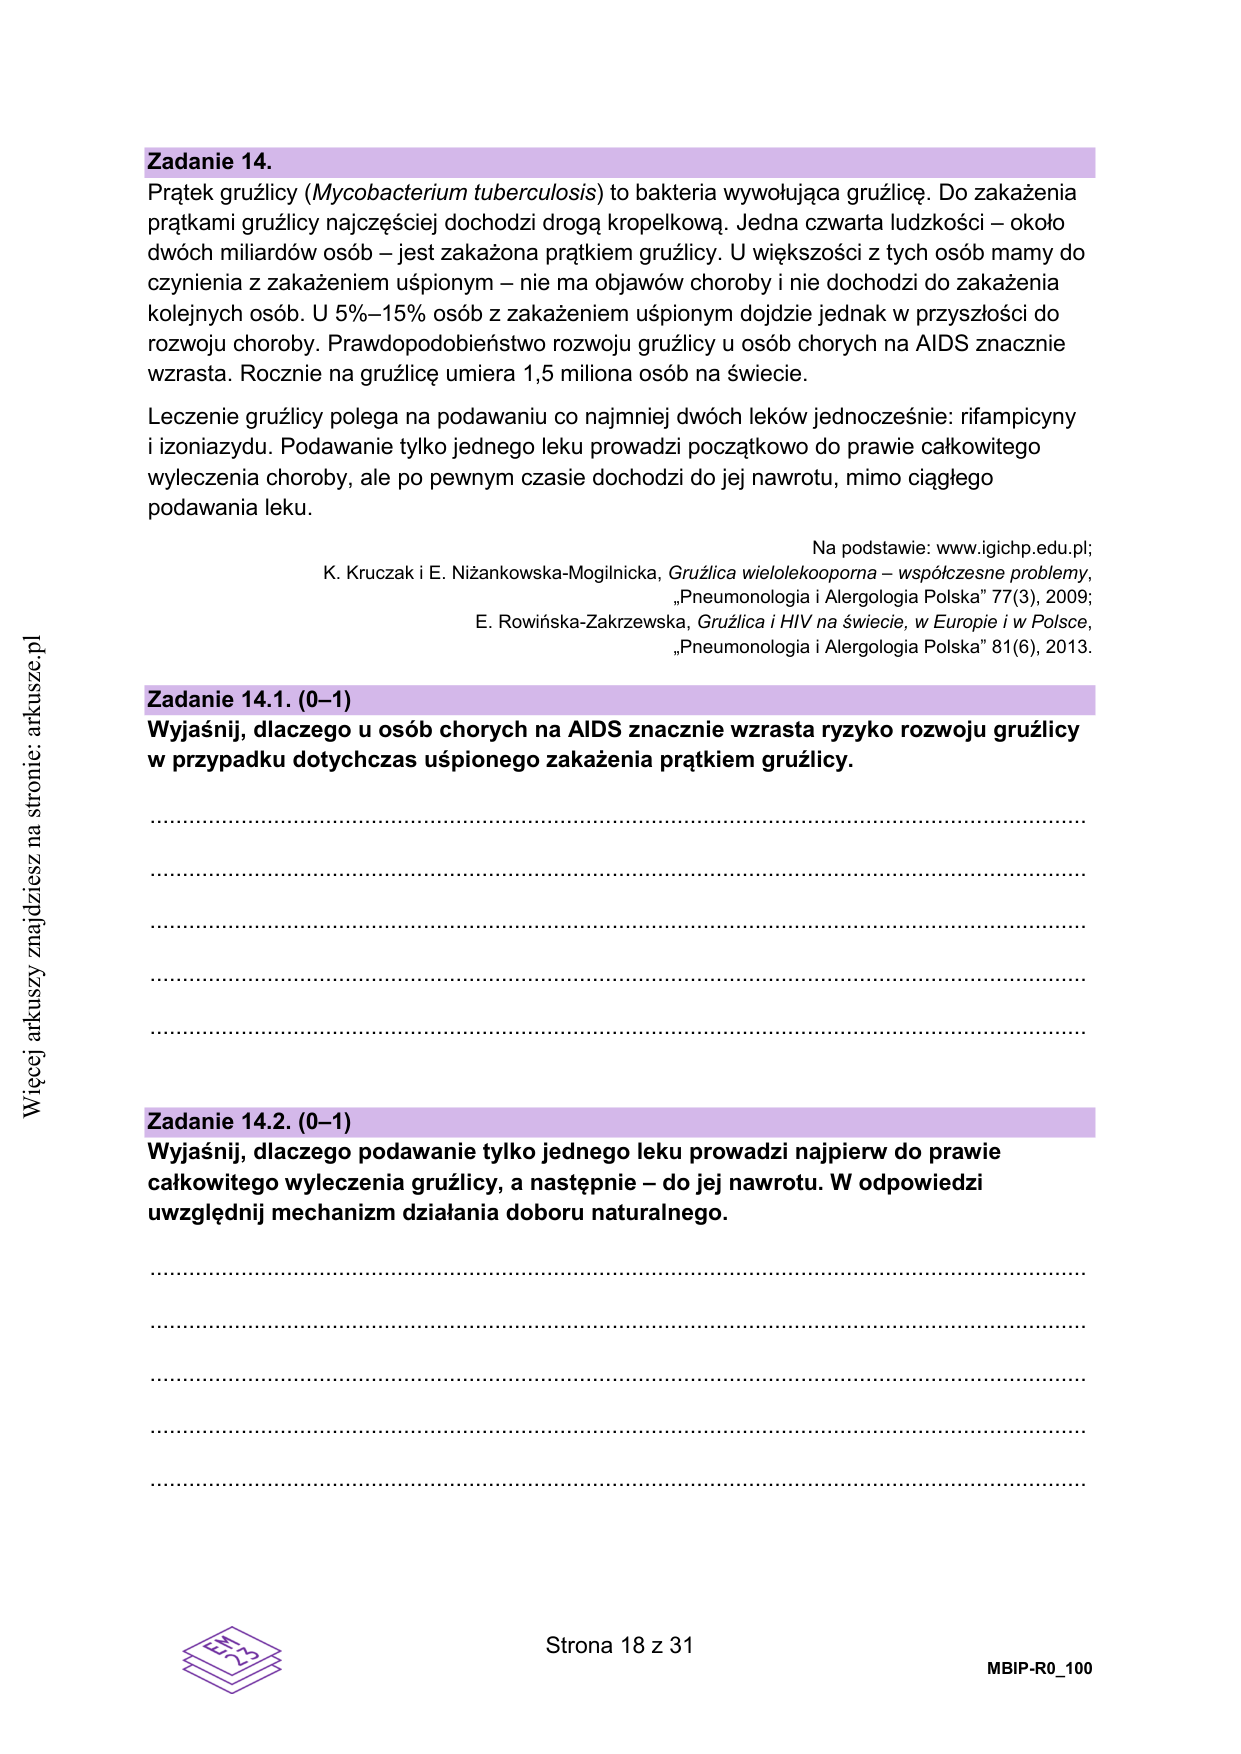 Zadanie 14.
Prątek gruźlicy (Mycobacterium tuberculosis) to bakteria wywołująca gruźlicę. Do zakażenia
prątkami gruźlicy najczęściej dochodzi drogą kropelkową. Jedna czwarta ludzkości – około
dwóch miliardów osób – jest zakażona prątkiem gruźlicy. U większości z tych osób mamy do
czynienia z zakażeniem uśpionym – nie ma objawów choroby i nie dochodzi do zakażenia
kolejnych osób. U 5%–15% osób z zakażeniem uśpionym dojdzie jednak w przyszłości do
rozwoju choroby. Prawdopodobieństwo rozwoju gruźlicy u osób chorych na AIDS znacznie
wzrasta. Rocznie na gruźlicę umiera 1,5 miliona osób na świecie.
Leczenie gruźlicy polega na podawaniu co najmniej dwóch leków jednocześnie: rifampicyny
i izoniazydu. Podawanie tylko jednego leku prowadzi początkowo do prawie całkowitego
wyleczenia choroby, ale po pewnym czasie dochodzi do jej nawrotu, mimo ciągłego
podawania leku.
Na podstawie: www.igichp.edu.pl;
K. Kruczak i E. Niżankowska-Mogilnicka, Gruźlica wielolekooporna – współczesne problemy,
„Pneumonologia i Alergologia Polska” 77(3), 2009;
E. Rowińska-Zakrzewska, Gruźlica i HIV na świecie, w Europie i w Polsce,
„Pneumonologia i Alergologia Polska” 81(6), 2013.
Zadanie 14.1. (0–1)
Wyjaśnij, dlaczego u osób chorych na AIDS znacznie wzrasta ryzyko rozwoju gruźlicy
w przypadku dotychczas uśpionego zakażenia prątkiem gruźlicy.
Zadanie 14.2. (0–1)
Wyjaśnij, dlaczego podawanie tylko jednego leku prowadzi najpierw do prawie
całkowitego wyleczenia gruźlicy, a następnie – do jej nawrotu. W odpowiedzi
uwzględnij mechanizm działania doboru naturalnego.
Więcej arkuszy znajdziesz na stronie: arkusze.pl
EM
23
Strona 18 z 31
MBIP-R0_100